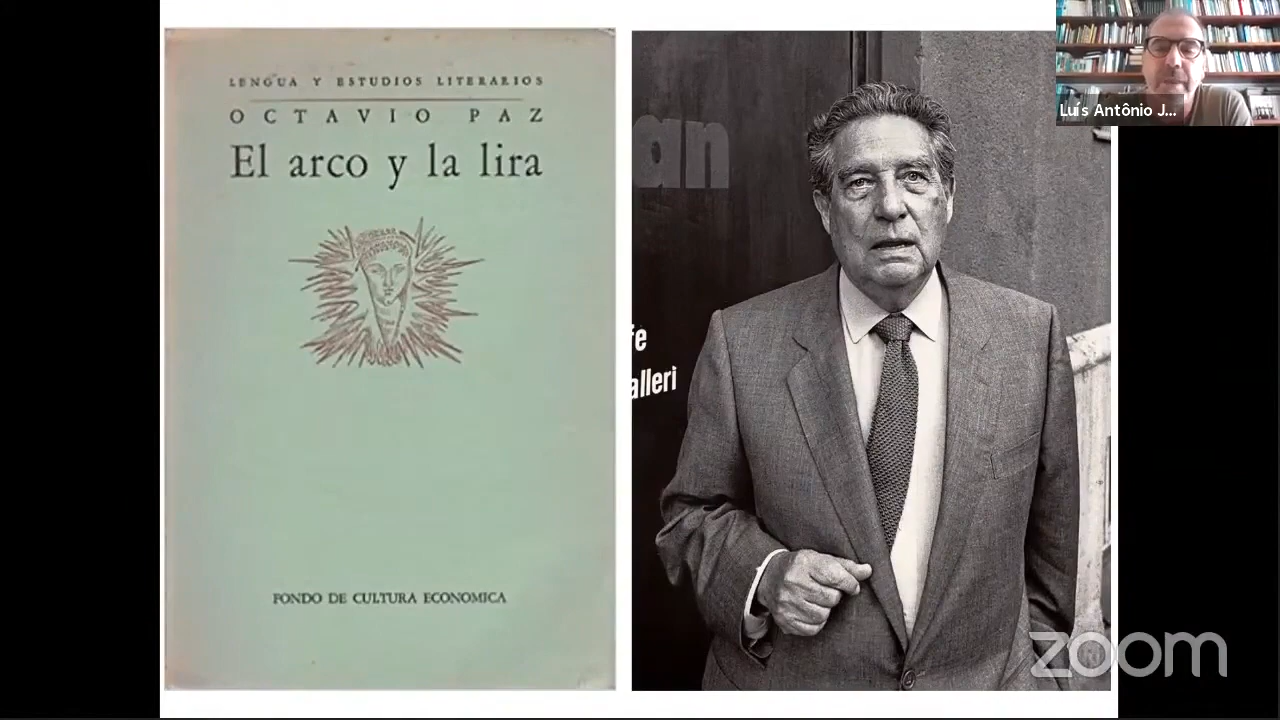 LENGUA Y ESTUDIOS LITERARIOS
OCTAVIO PAZ
El arco y la lira
FONDO DE CULTURA ECONOMICA
an
fe
alleri
Luís Antônio J...
zoom